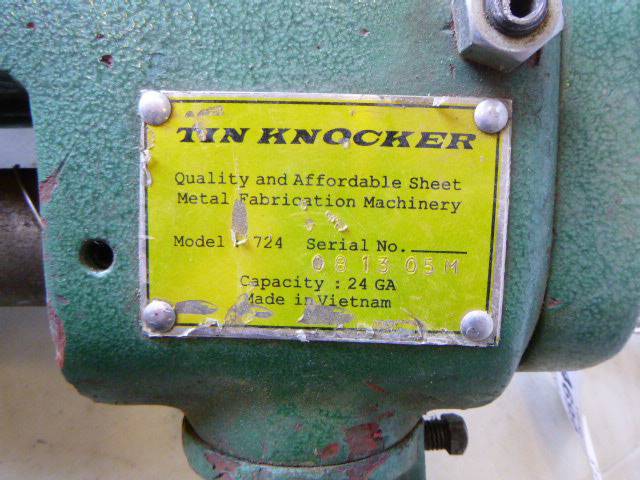 TIN KNOCKER
Quality and Affordable Sheet
Metal Fabrication Machinery
Model 724 Serial No.
081305M
Capacity : 24 GA
Made in Vietnam